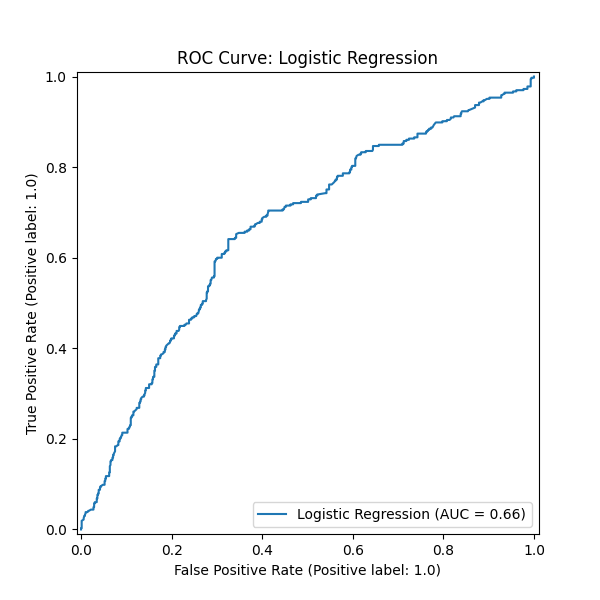 ROC Curve: Logistic Regression
1.0
0.8
0.6
0.4
0.2
0.0
True Positive Rate (Positive label: 1.0)
Logistic Regression (AUC = 0.66)
0.0 0.2 0.4 0.6 0.8 1.0
False Positive Rate (Positive label: 1.0)